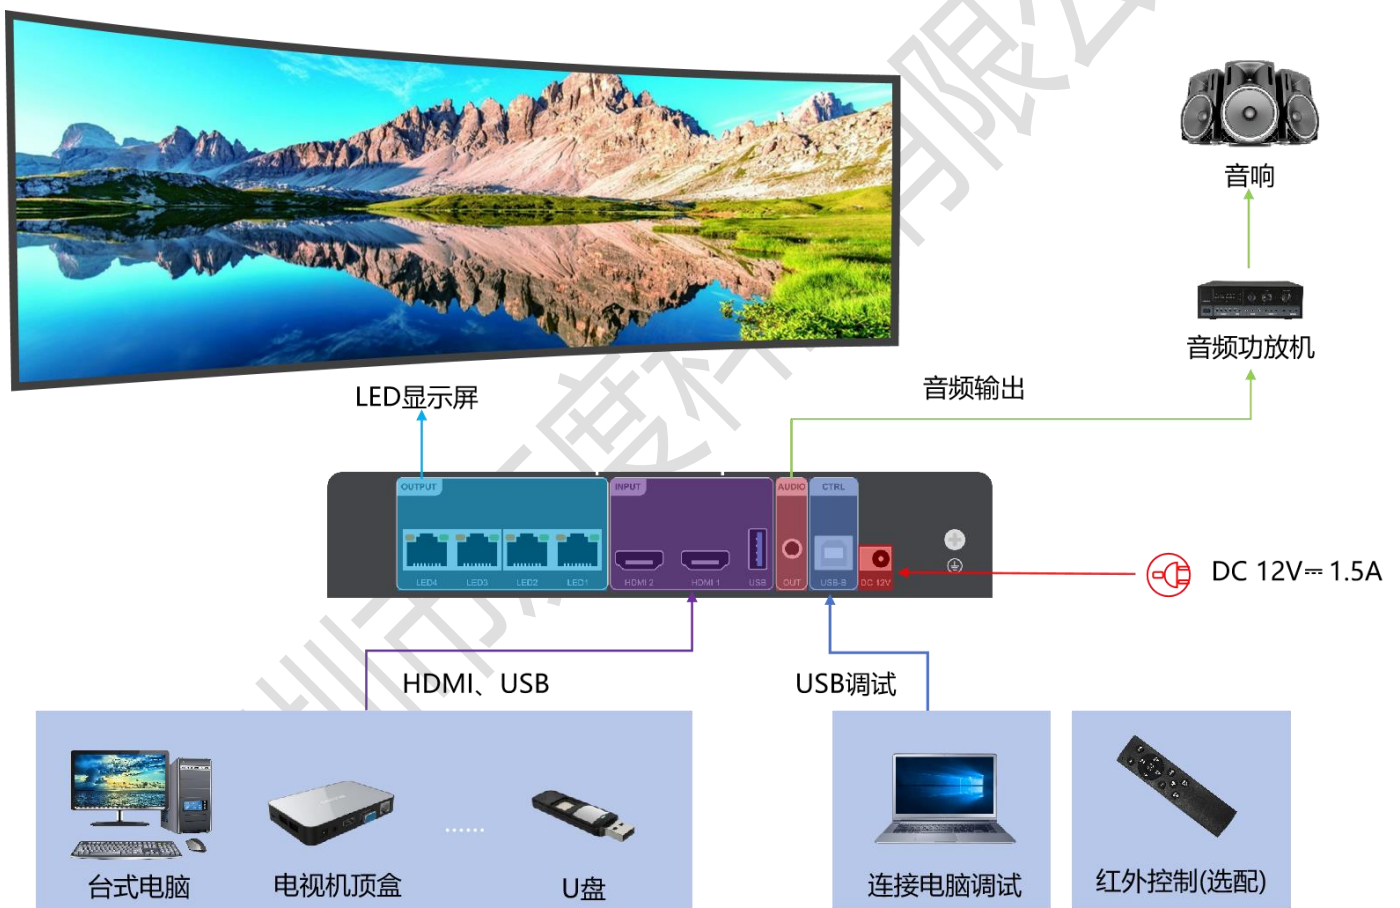 音响
音频功放机
音频输出
LED显示屏
OUTPUT
INPUT
AUDIO
CTRL
LED4
LED3
LED2
LED1
HDMI 2
HDMI 1
USB
OUT
USB-B
DC 12V
DC 12V⎓1.5A
HDMI、USB
USB调试
台式电脑
电视机顶盒
......
U盘
连接电脑调试
红外控制(选配)